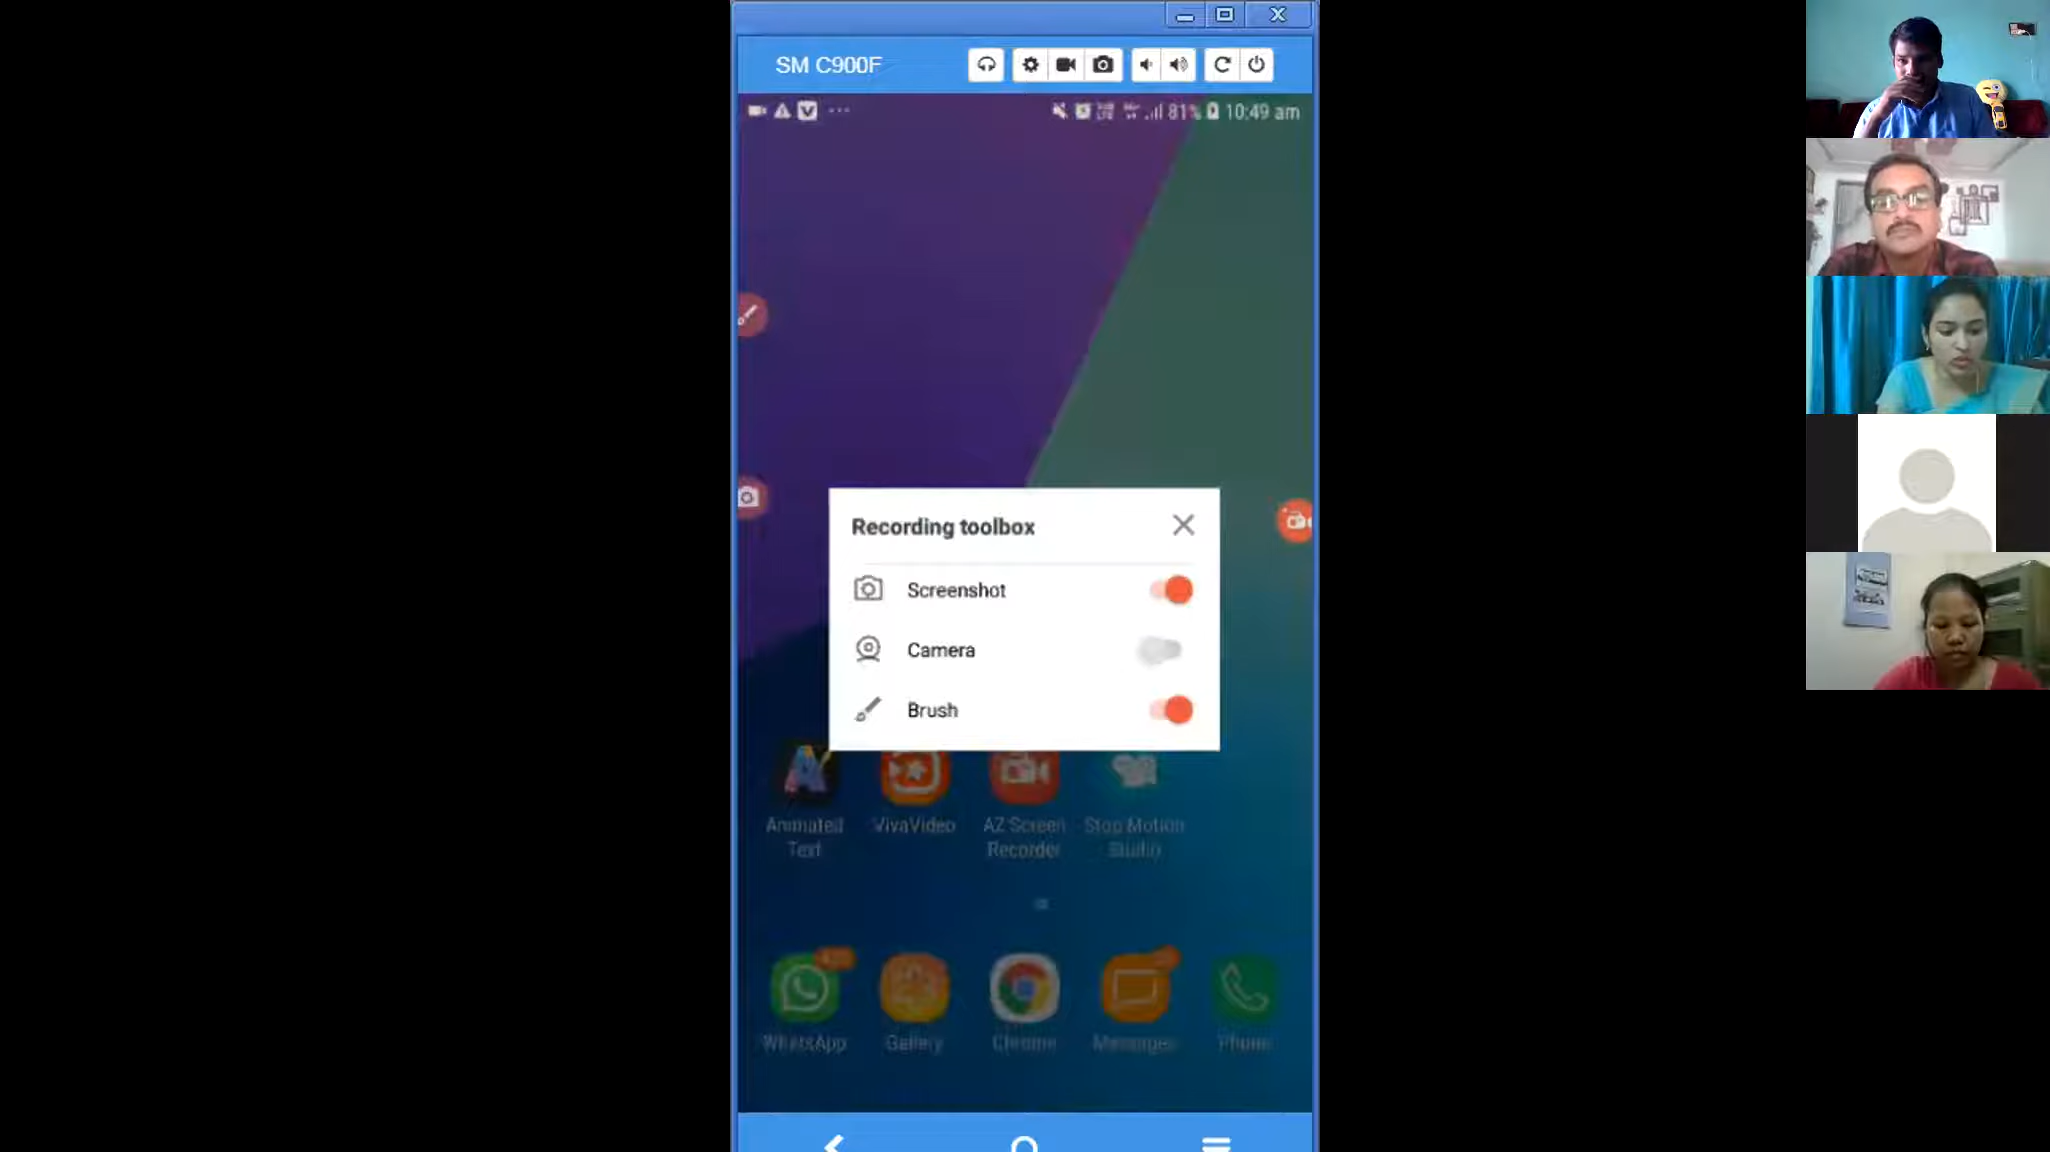 SM C900F
81% 10:49 am
Recording toolbox
Screenshot
Camera
Brush
Animated
Text
VivaVideo
AZ Screen
Recorder
Stop Motion
Studio
WhatsApp
Gallery
Chrome
Messages
Phone